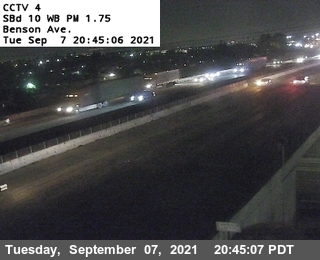 CCTV 4
SBd 10 WB PM 1.75
Benson Ave.
Tue Sep 7 20:45:06 2021
Tuesday, September 07, 2021 20:45:07 PDT